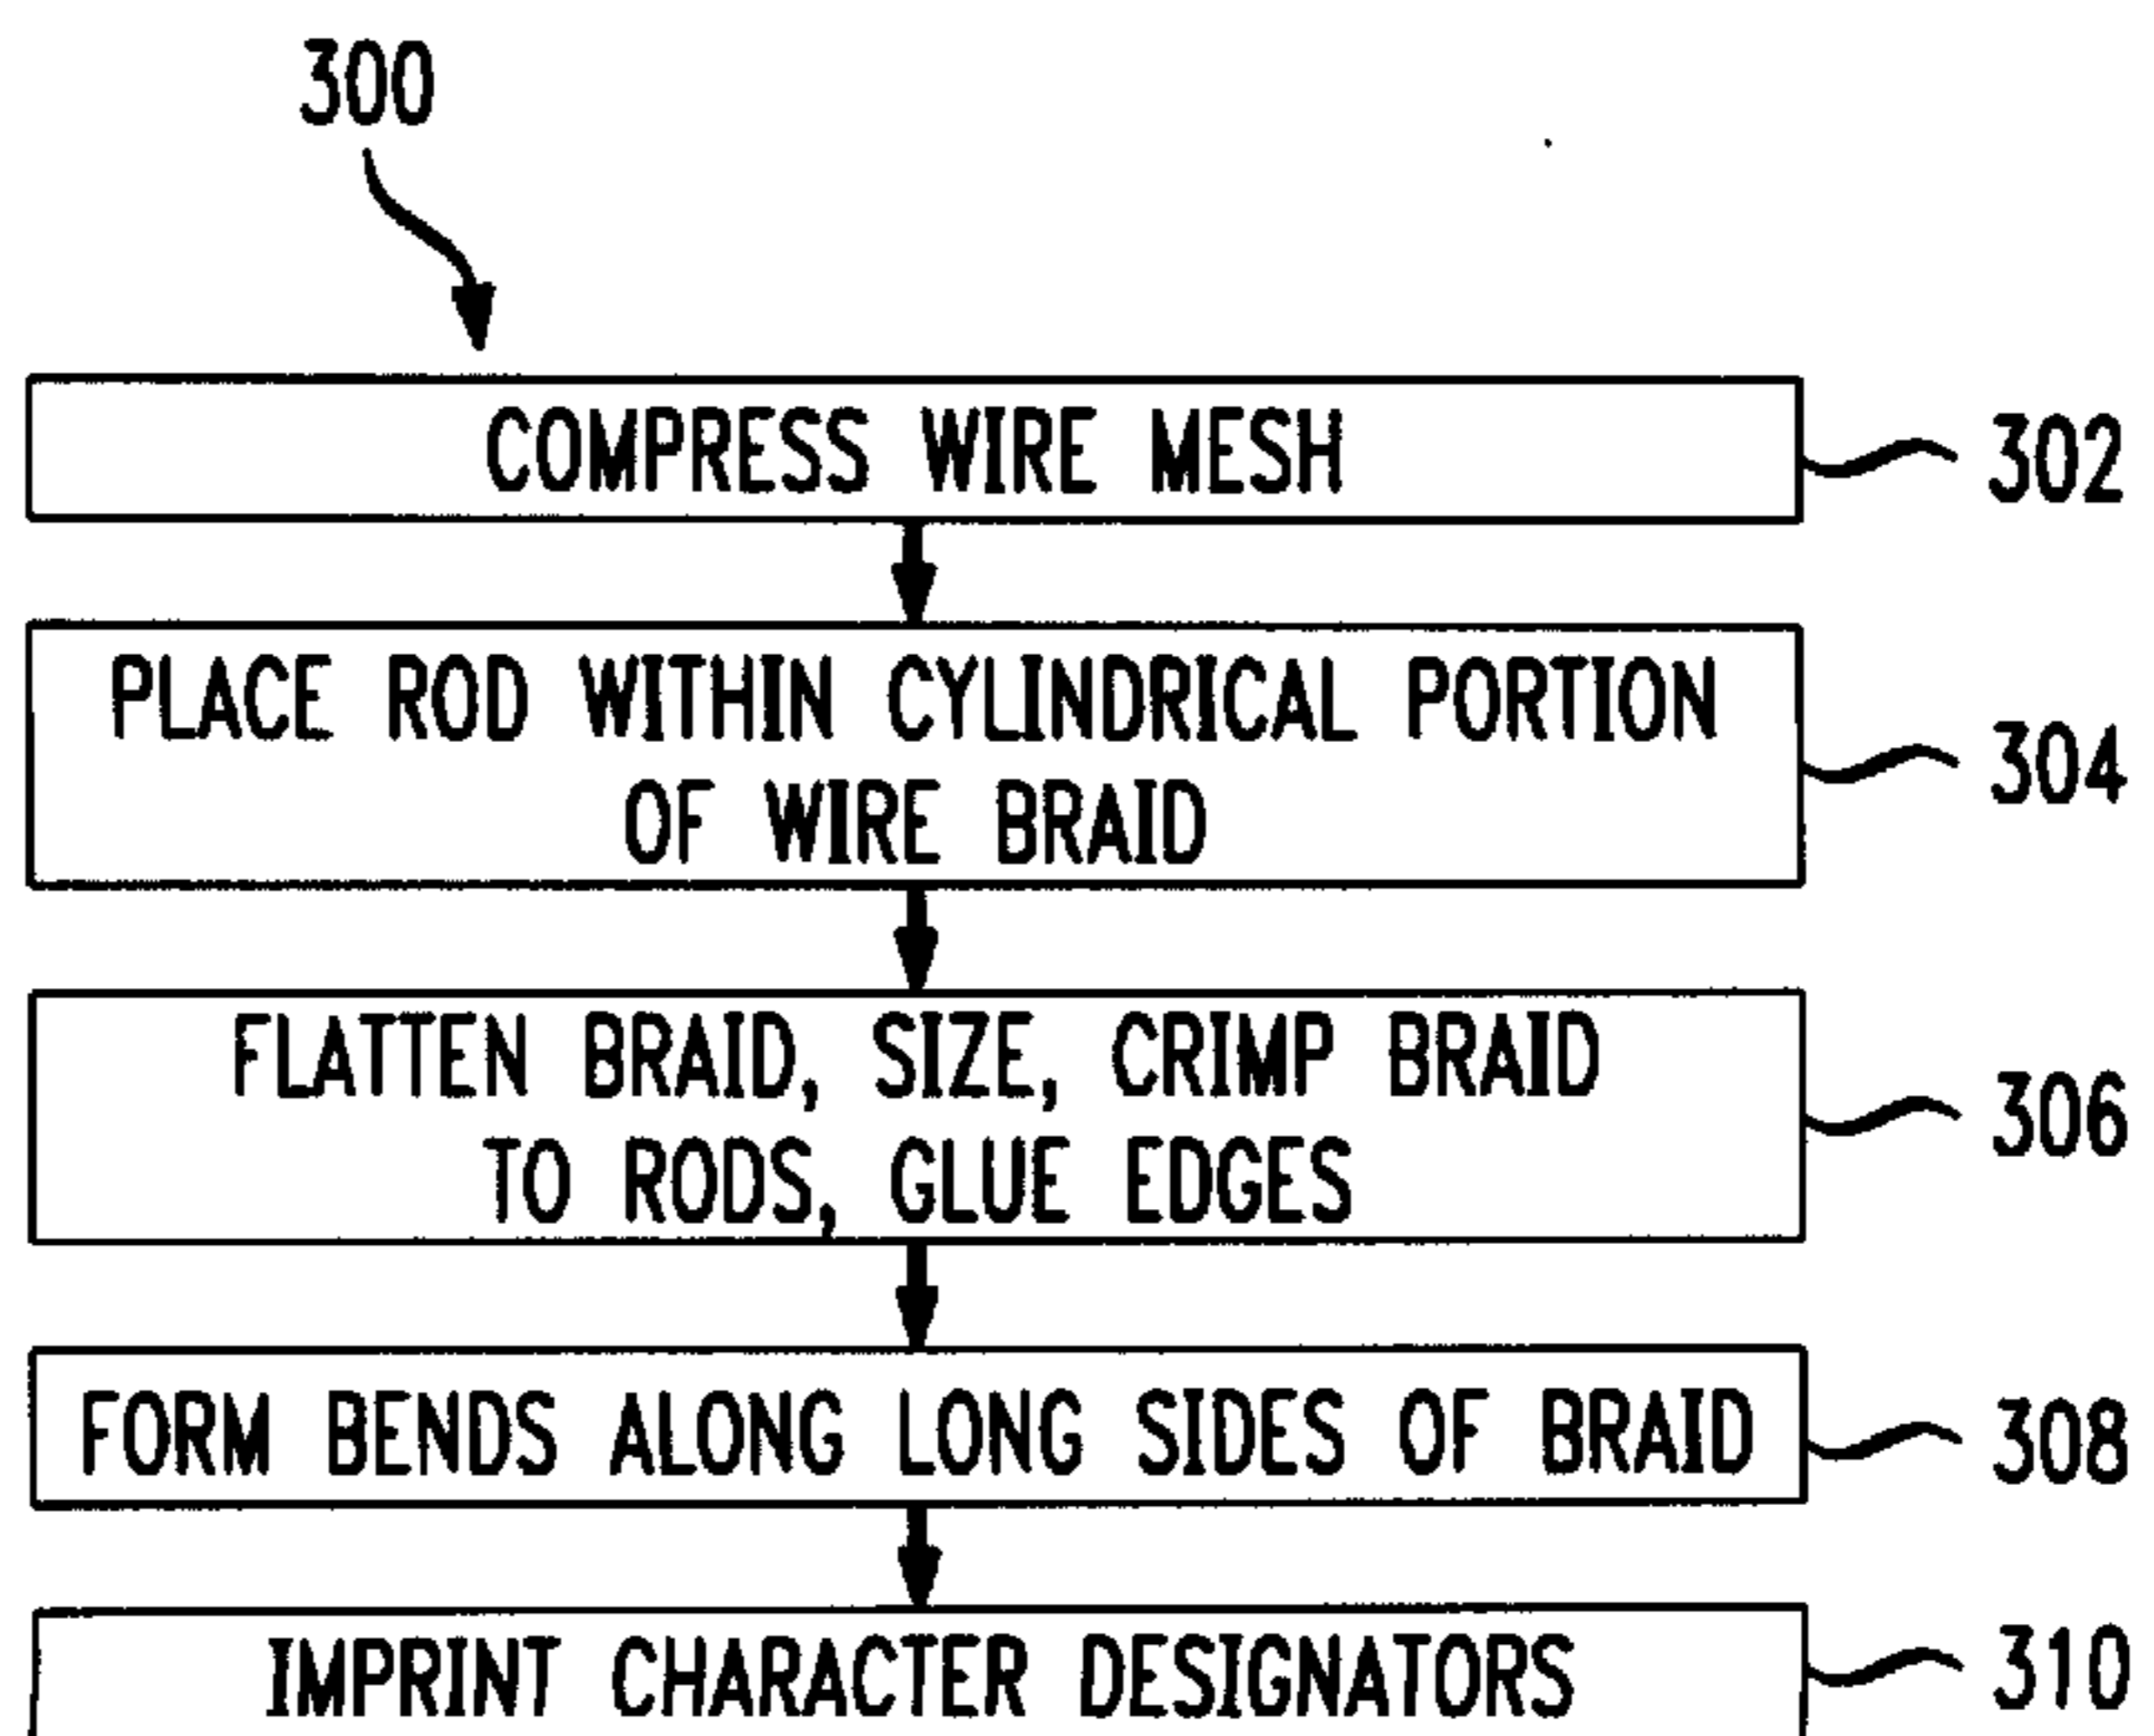 300
COMPRESS WIRE MESH
302
PLACE ROD WITHIN CYLINDRICAL PORTION
OF WIRE BRAID
304
FLATTEN BRAID, SIZE, CRIMP BRAID
TO RODS, GLUE EDGES
306
FORM BENDS ALONG LONG SIDES OF BRAID
308
IMPRINT CHARACTER DESIGNATORS
310